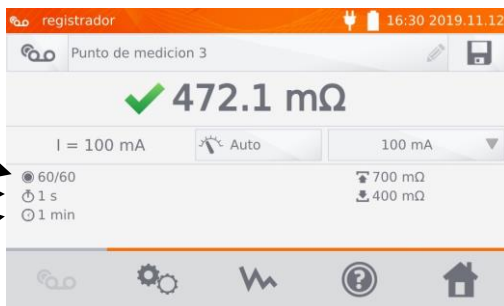 registrador 16:30 2019.11.12
Punto de medicion 3
472.1 mΩ
I = 100 mA Auto 100 mA
60/60 700 mΩ
1 s 400 mΩ
1 min